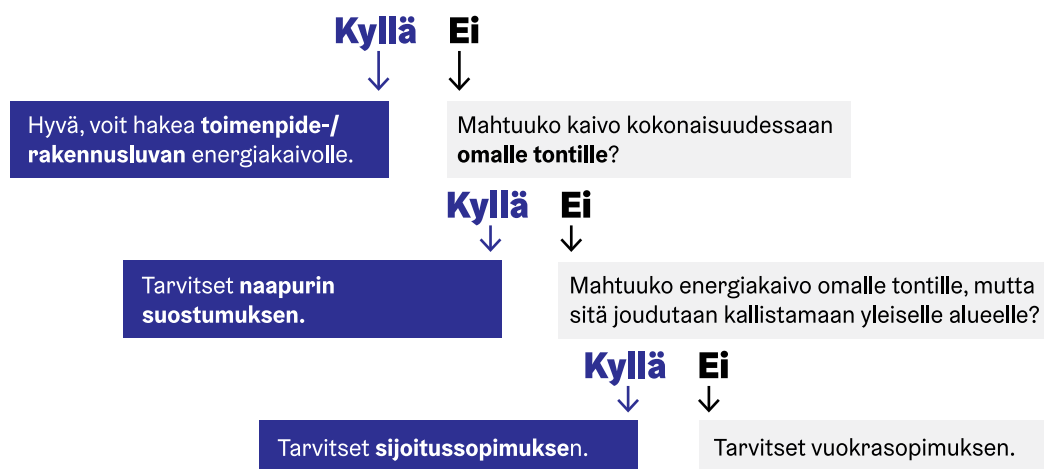 Kyllä Ei
Hyvä, voit hakea toimenpide-/
rakennusluvan energiakaivolle.
Mahtuuko kaivo kokonaisuudessaan
omalle tontille?
Kyllä Ei
Tarvitset naapurin
suostumuksen.
Mahtuuko energiakaivo omalle tontille, mutta
sitä joudutaan kallistamaan yleiselle alueelle?
Kyllä Ei
Tarvitset sijoitussopimuksen.
Tarvitset vuokrasopimuksen.